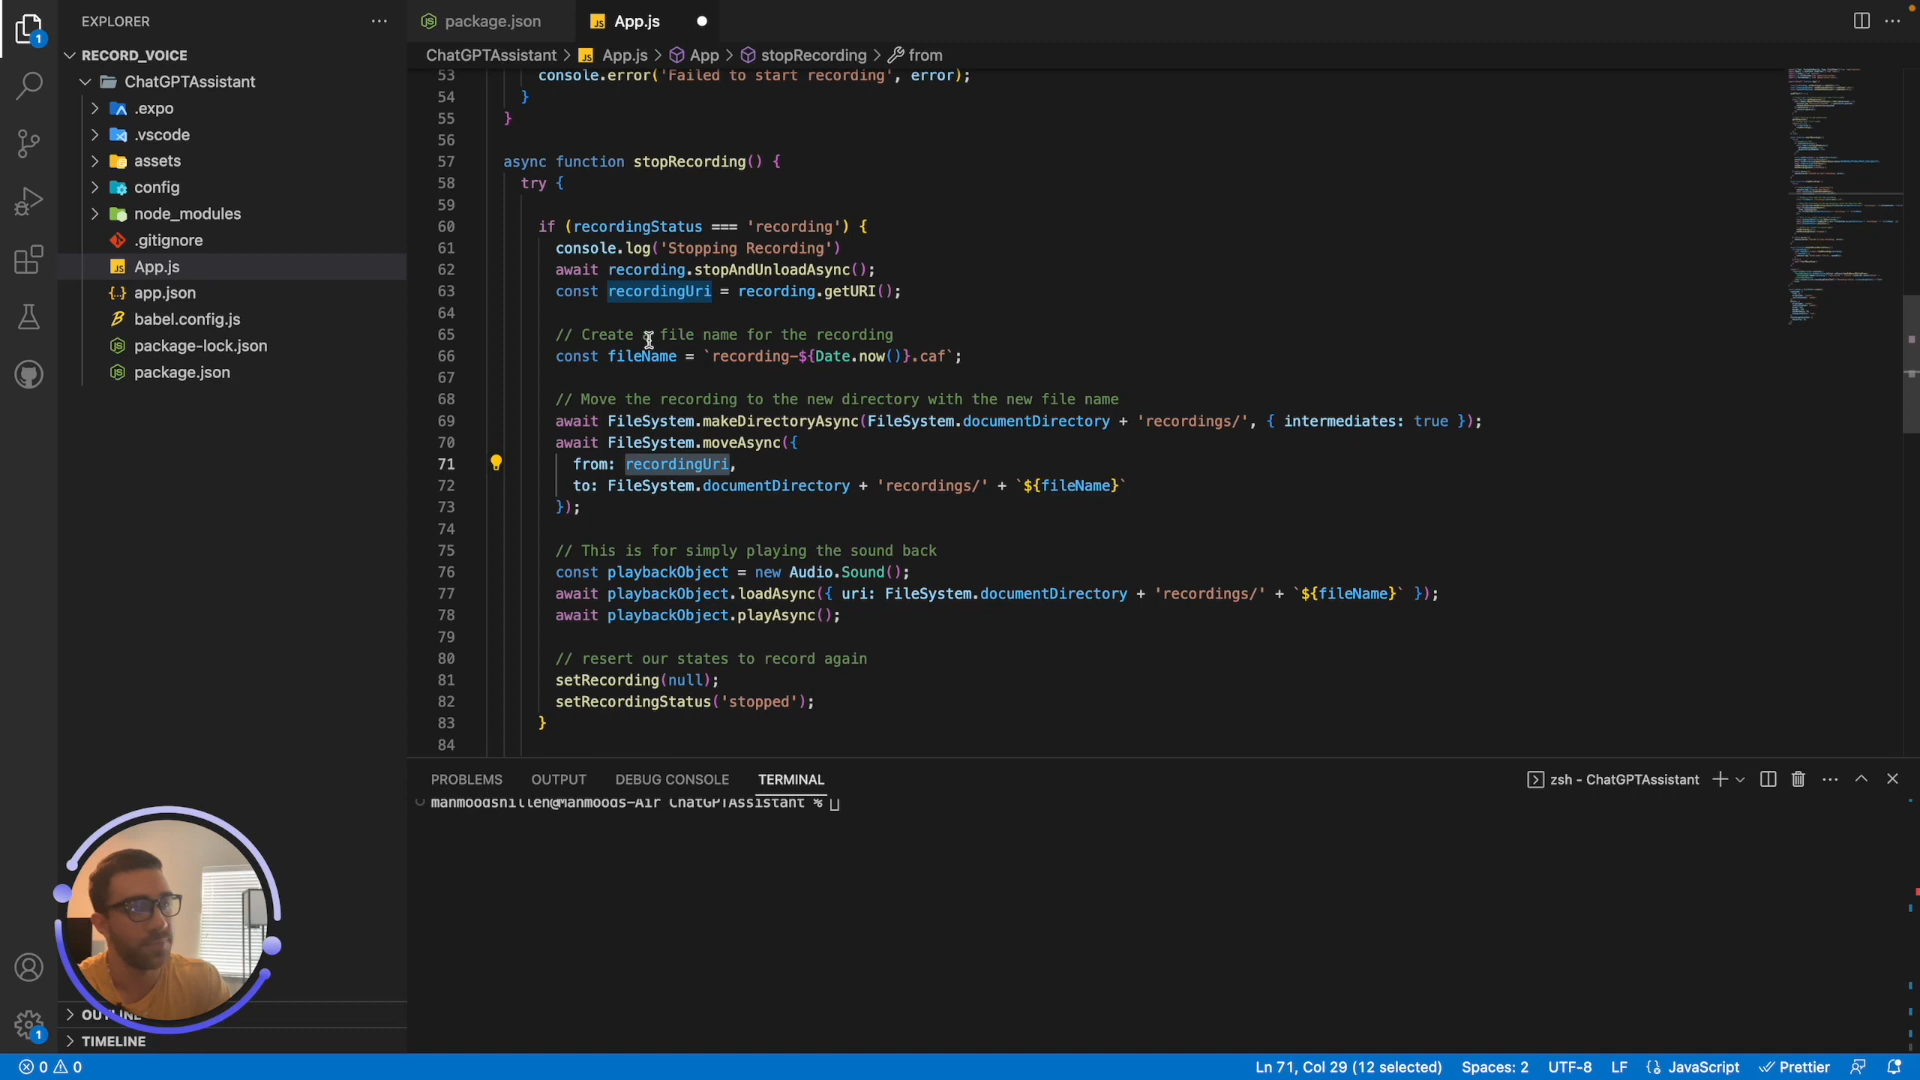 EXPLORER
package.json
App.js
RECORD_VOICE
ChatGPTAssistant > App.js > App > stopRecording > from
ChatGPTAssistant
.expo
.vscode
assets
config
node_modules
.gitignore
App.js
app.json
babel.config.js
package-lock.json
package.json
OUTLINE
TIMELINE
53 console.error('Failed to start recording', error);
54 }
55 }
56
57 async function stopRecording() {
58 try {
59
60 if (recordingStatus === 'recording') {
61 console.log('Stopping Recording')
62 await recording.stopAndUnloadAsync();
63 const recordingUri = recording.getURI();
64
65 // Create a file name for the recording
66 const fileName = `recording-${Date.now()}.caf`;
67
68 // Move the recording to the new directory with the new file name
69 await FileSystem.makeDirectoryAsync(FileSystem.documentDirectory + 'recordings/', { intermediates: true });
70 await FileSystem.moveAsync({
71 from: recordingUri,
72 to: FileSystem.documentDirectory + 'recordings/' + `${fileName}`
73 });
74
75 // This is for simply playing the sound back
76 const playbackObject = new Audio.Sound();
77 await playbackObject.loadAsync({ uri: FileSystem.documentDirectory + 'recordings/' + `${fileName}` });
78 await playbackObject.playAsync();
79
80 // resert our states to record again
81 setRecording(null);
82 setRecordingStatus('stopped');
83 }
84
PROBLEMS OUTPUT DEBUG CONSOLE TERMINAL
zsh - ChatGPTAssistant
ChatGPTAssistant %
1
1
0 0
Ln 71, Col 29 (12 selected) Spaces: 2 UTF-8 LF JavaScript Prettier